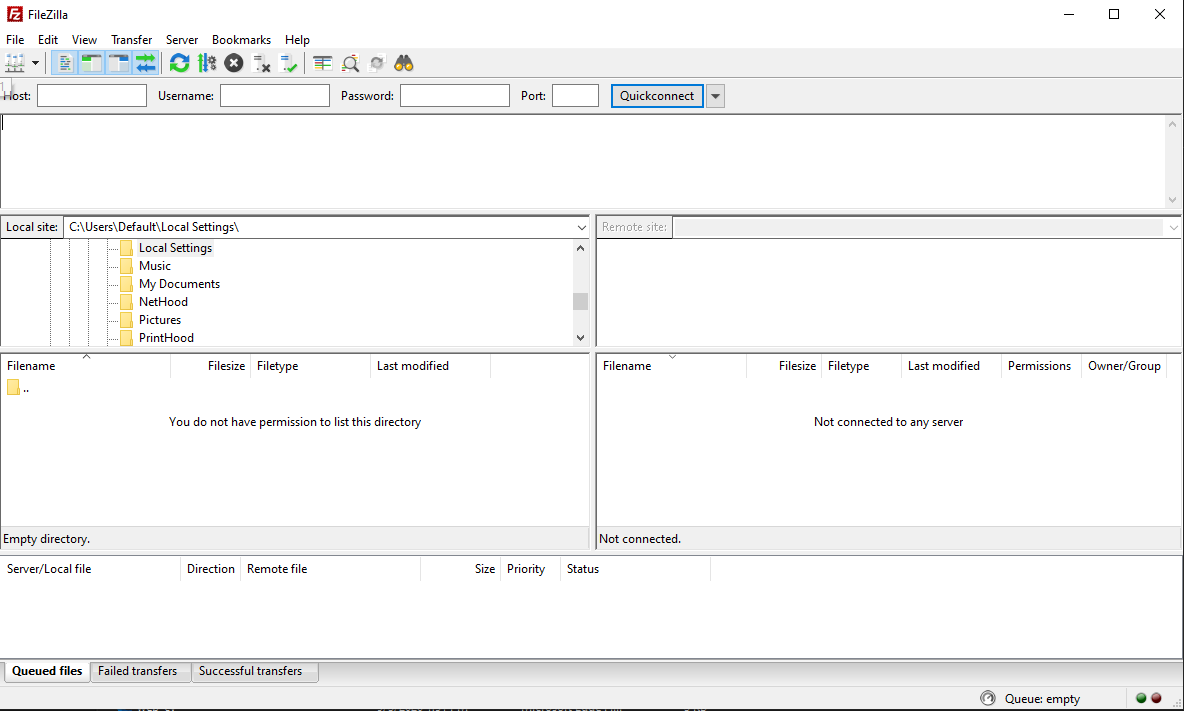 FileZilla
File Edit View Transfer Server Bookmarks Help
Host: Username: Password: Port: Quickconnect
Local site: C:\Users\Default\Local Settings\ Remote site:
Local Settings
Music
My Documents
NetHood
Pictures
PrintHood
Filename Filesize Filetype Last modified
..
You do not have permission to list this directory
Empty directory.
Filename Filesize Filetype Last modified Permissions Owner/Group
Not connected to any server
Not connected.
Server/Local file Direction Remote file Size Priority Status
Queued files Failed transfers Successful transfers
Queue: empty